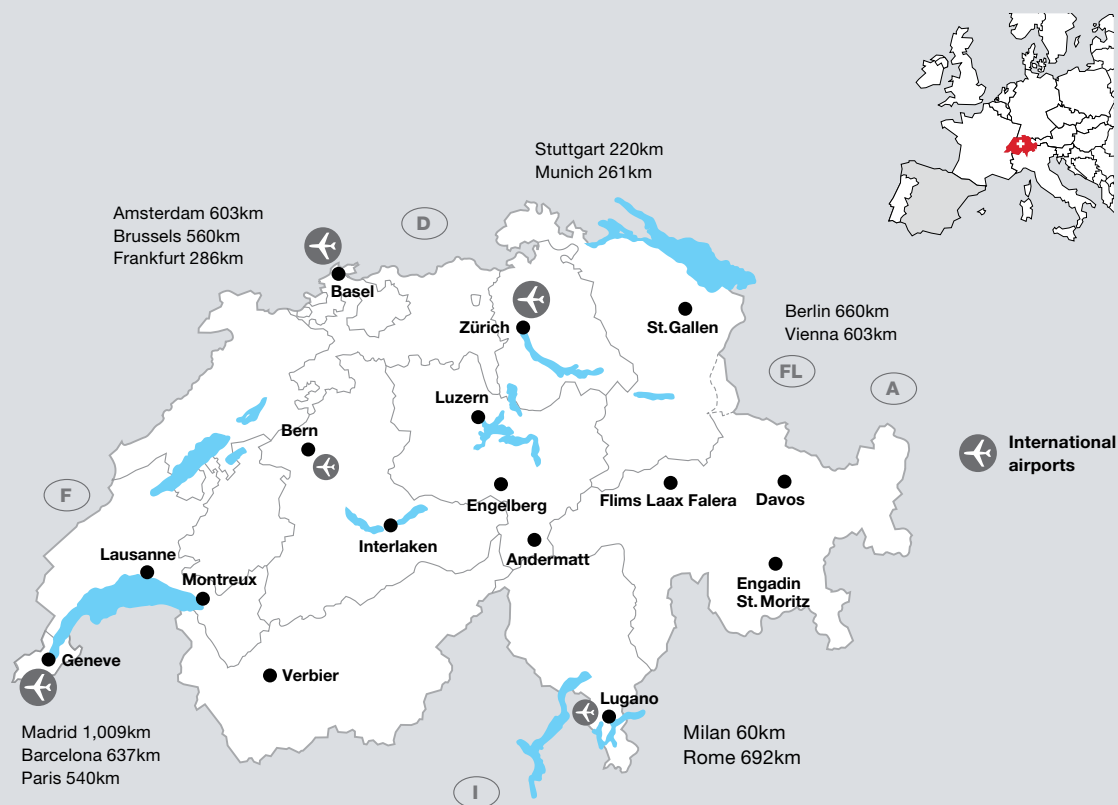 Stuttgart 220km
Munich 261km
Amsterdam 603km
Brussels 560km
Frankfurt 286km
D
Basel
Zürich
St.Gallen
Berlin 660km
Vienna 603km
FL
A
Luzern
Bern
International
airports
F
Engelberg
Flims Laax Falera
Davos
Interlaken
Andermatt
Lausanne
Montreux
Engadin
St. Moritz
Geneve
Verbier
Lugano
Madrid 1,009km
Barcelona 637km
Paris 540km
Milan 60km
Rome 692km
I